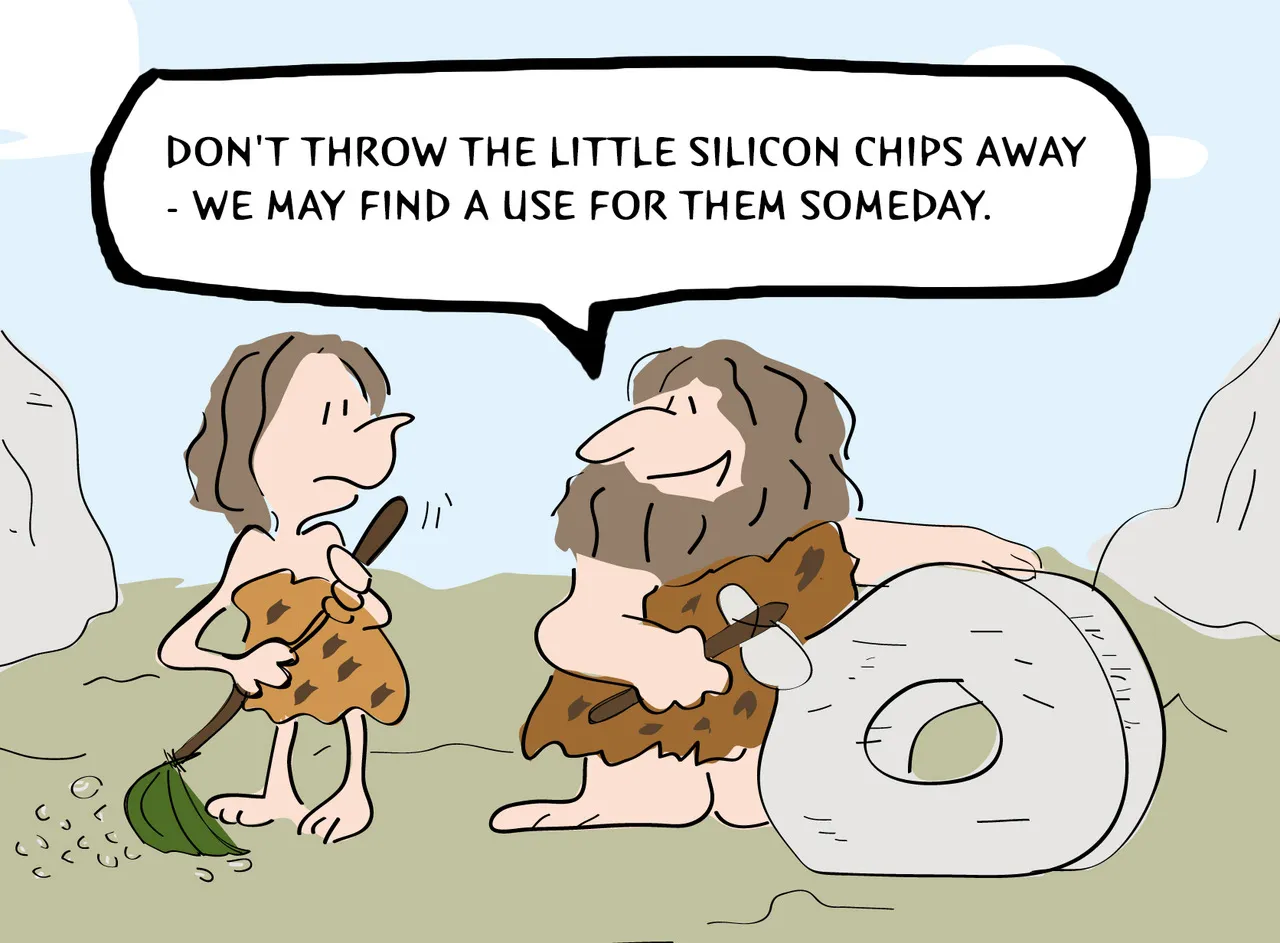 DON'T THROW THE LITTLE SILICON CHIPS AWAY
- WE MAY FIND A USE FOR THEM SOMEDAY.